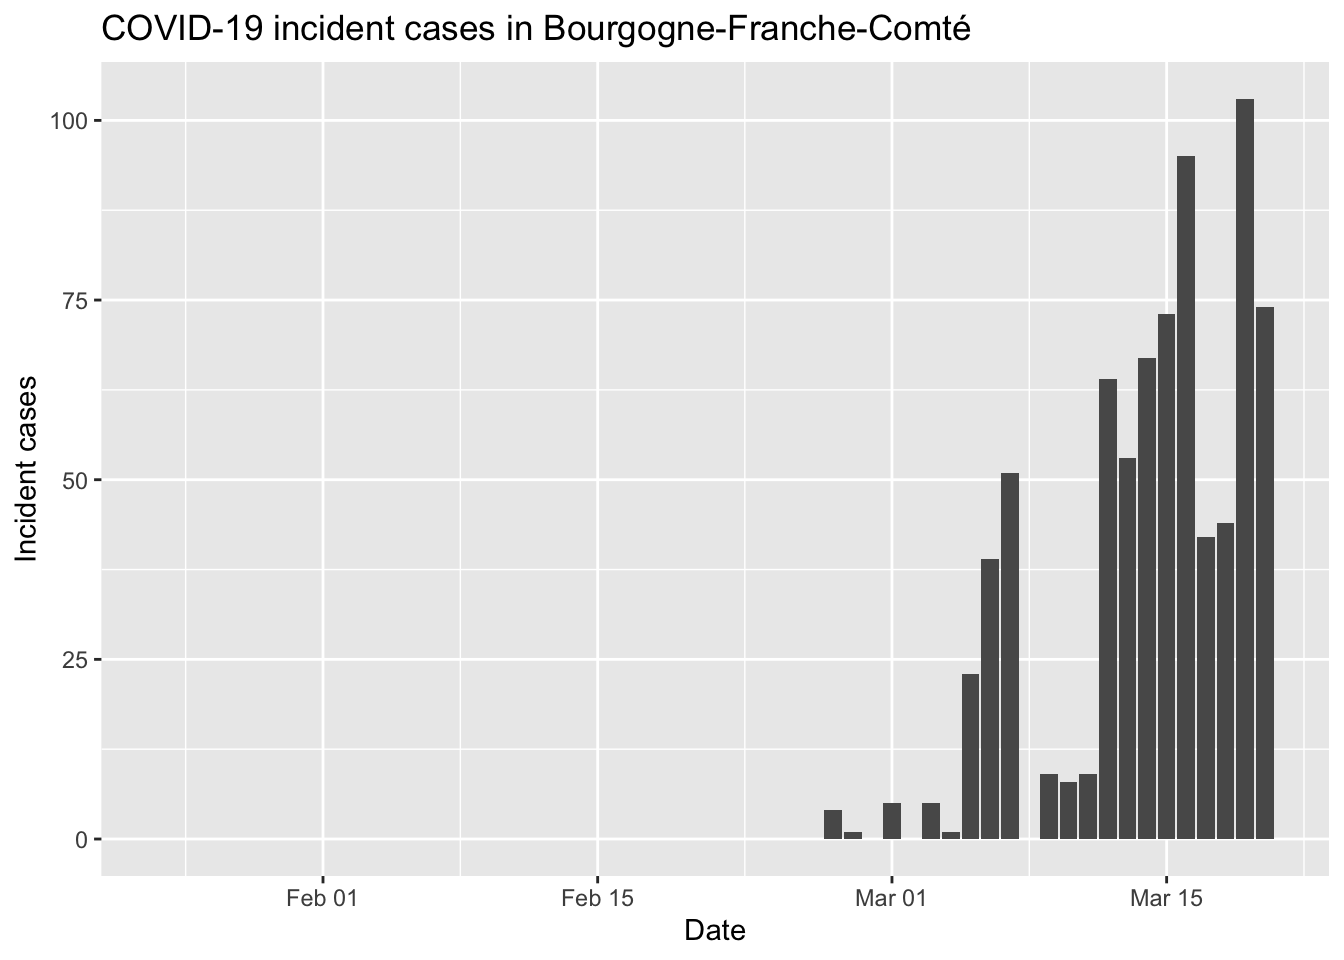 COVID-19 incident cases in Bourgogne-Franche-Comté
100
75
50
25
0
Incident cases
Feb 01
Feb 15
Mar 01
Mar 15
Date